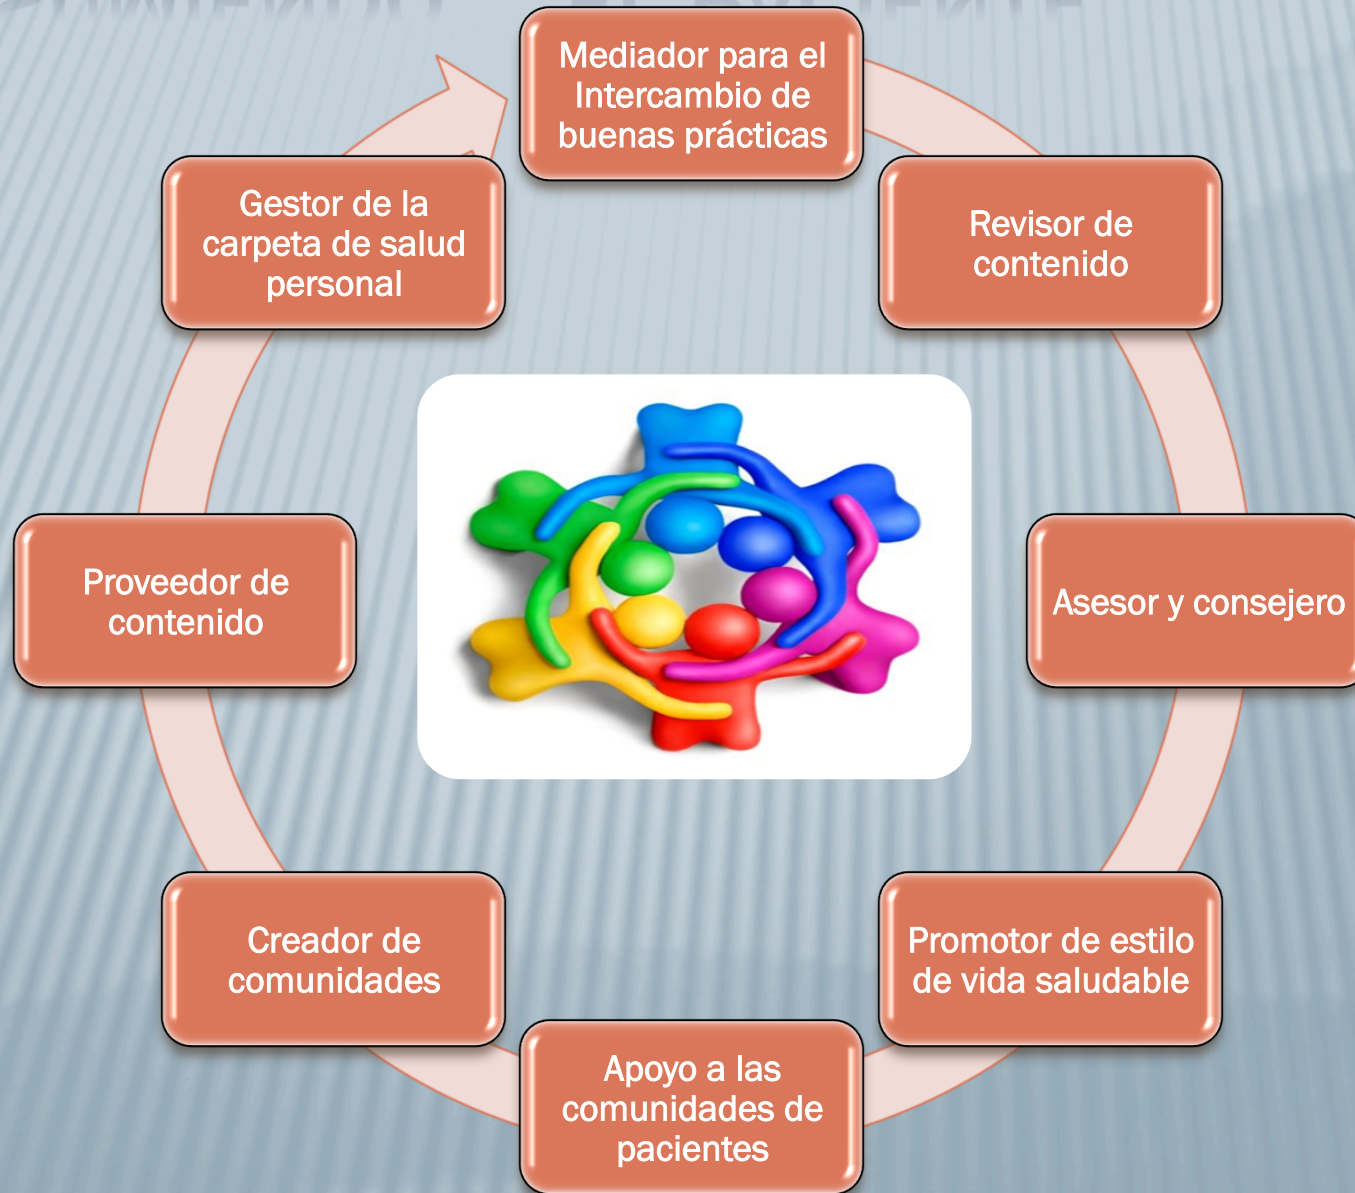 Mediador para el
Intercambio de
buenas prácticas
Revisor de
contenido
Asesor y consejero
Promotor de estilo
de vida saludable
Apoyo a las
comunidades de
pacientes
Creador de
comunidades
Proveedor de
contenido
Gestor de la
carpeta de salud
personal